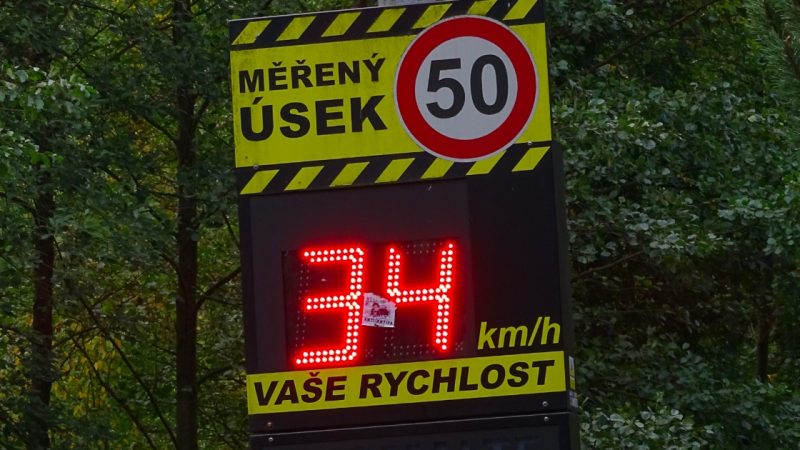 MĚŘENÝ
ÚSEK
50
34
km/h
VAŠE RYCHLOST